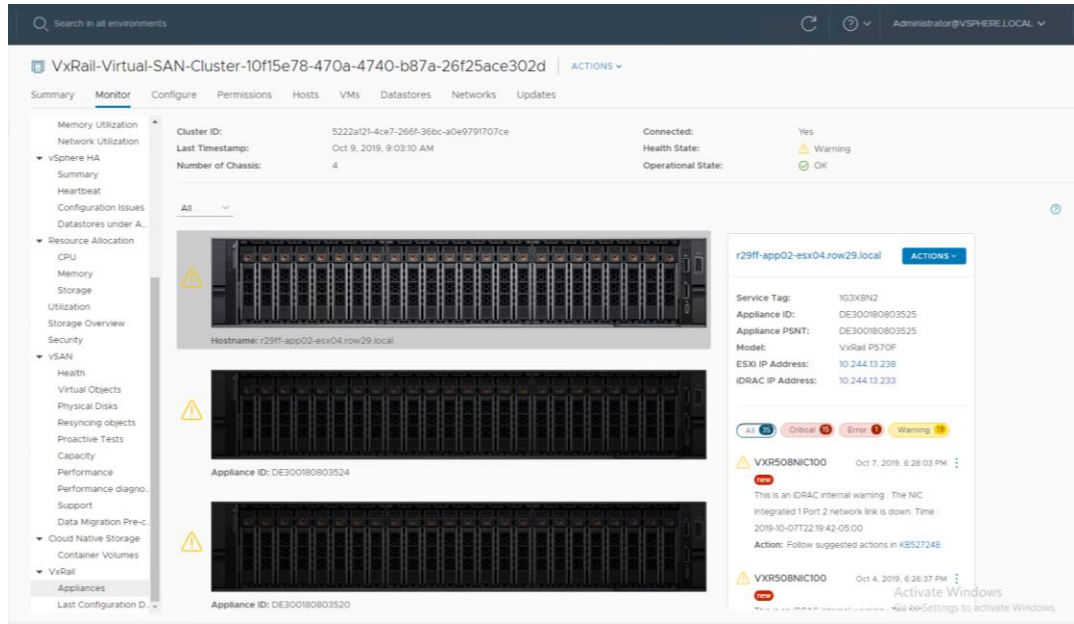 Search in all environments
Administrator@VSPHERE.LOCAL
VxRail-Virtual-SAN-Cluster-10f15e78-470a-4740-b87a-26f25ace302d
ACTIONS
Summary Monitor Configure Permissions Hosts VMs Datastores Networks Updates
Memory Utilization
Network Utilization
vSphere HA
Summary
Heartbeat
Configuration Issues
Datastores under A...
Resource Allocation
CPU
Memory
Storage
Utilization
Storage Overview
Security
vSAN
Health
Virtual Objects
Physical Disks
Resyncing objects
Proactive Tests
Capacity
Performance
Performance diagno...
Support
Data Migration Pre-c...
Cloud Native Storage
Container Volumes
VxRail
Appliances
Last Configuration D...
Cluster ID: 5222a121-4ce7-266f-36bc-a0e9791707ce
Last Timestamp: Oct 9, 2019, 9:03:10 AM
Number of Chassis: 4
Connected: Yes
Health State: Warning
Operational State: OK
All
Hostname: r29ff-app02-esx04.row29.local
Appliance ID: DE300180803524
Appliance ID: DE300180803520
r29ff-app02-esx04.row29.local
ACTIONS
Service Tag: 1G3X8N2
Appliance ID: DE300180803525
Appliance PSNT: DE300180803525
Model: VxRail P570F
ESXi IP Address: 10.244.13.238
iDRAC IP Address: 10.244.13.233
All 35 Critical 15 Error 1 Warning 19
VXR508NIC100 Oct 7, 2019, 6:28:03 PM
new
This is an iDRAC internal warning : The NIC
Integrated 1 Port 2 network link is down. Time :
2019-10-07T22:19:42-05:00
Action: Follow suggested actions in KB527248.
VXR508NIC100 Oct 4, 2019, 6:26:37 PM
new
Activate Windows
Go to Settings to activate Windows.